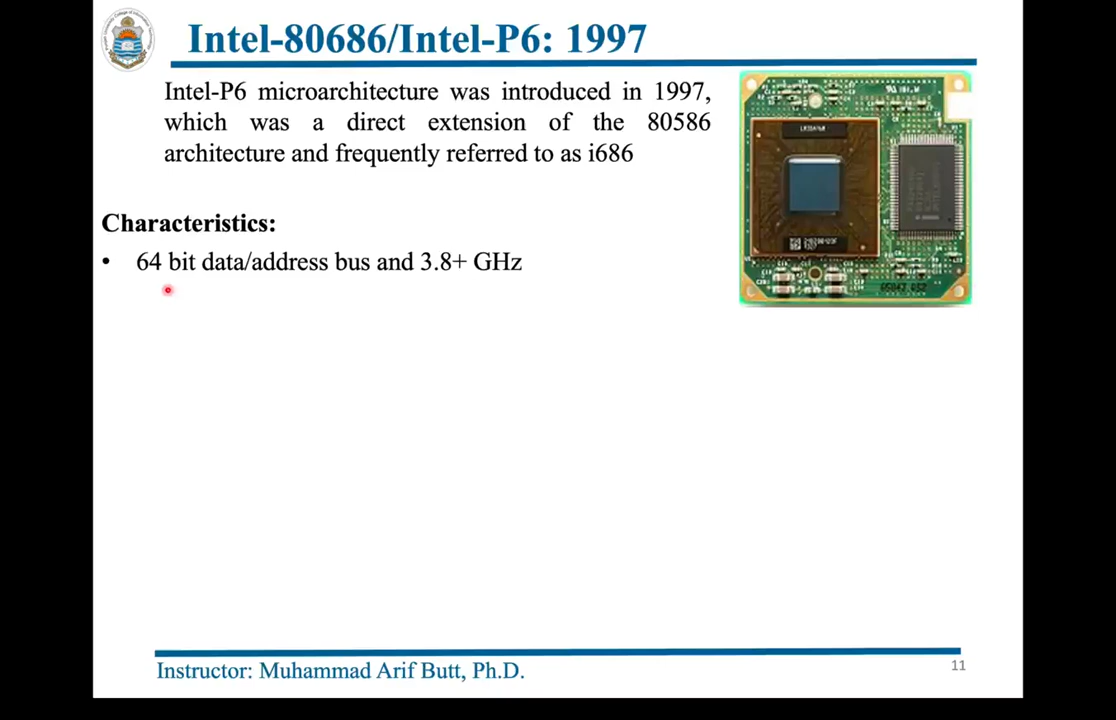 Intel-80686/Intel-P6: 1997
Intel-P6 microarchitecture was introduced in 1997,
which was a direct extension of the 80586
architecture and frequently referred to as i686
Characteristics:
• 64 bit data/address bus and 3.8+ GHz
Instructor: Muhammad Arif Butt, Ph.D.
11